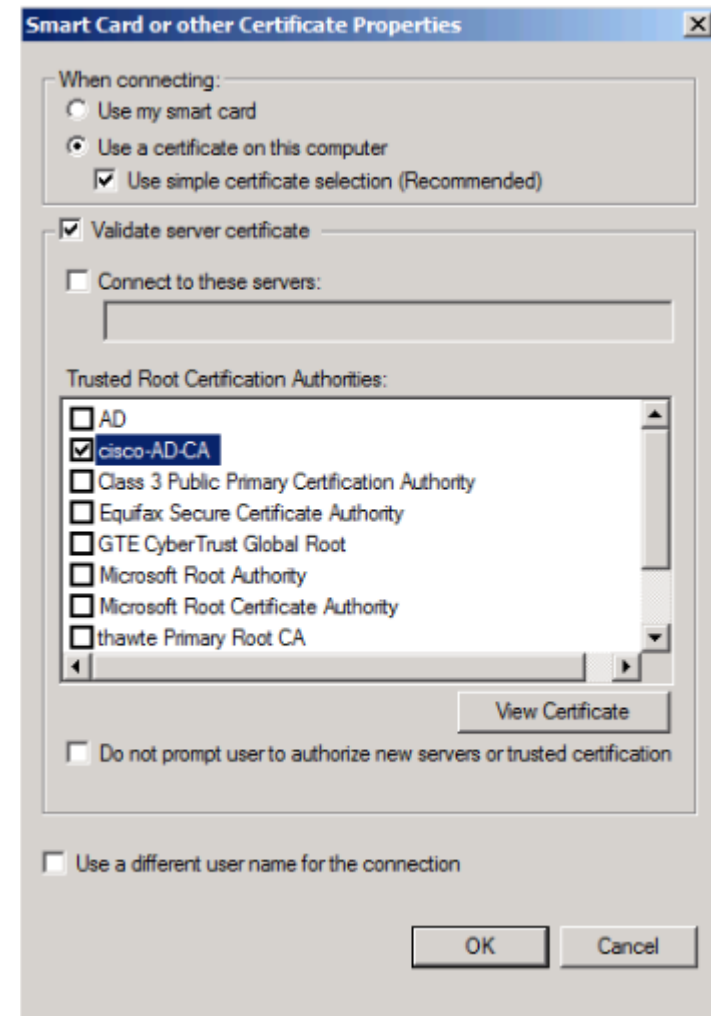 Smart Card or other Certificate Properties
When connecting:
Use my smart card
Use a certificate on this computer
Use simple certificate selection (Recommended)
Validate server certificate
Connect to these servers:
Trusted Root Certification Authorities:
AD
cisco-AD-CA
Class 3 Public Primary Certification Authority
Equifax Secure Certificate Authority
GTE CyberTrust Global Root
Microsoft Root Authority
Microsoft Root Certificate Authority
thawte Primary Root CA
View Certificate
Do not prompt user to authorize new servers or trusted certification
Use a different user name for the connection
OK Cancel